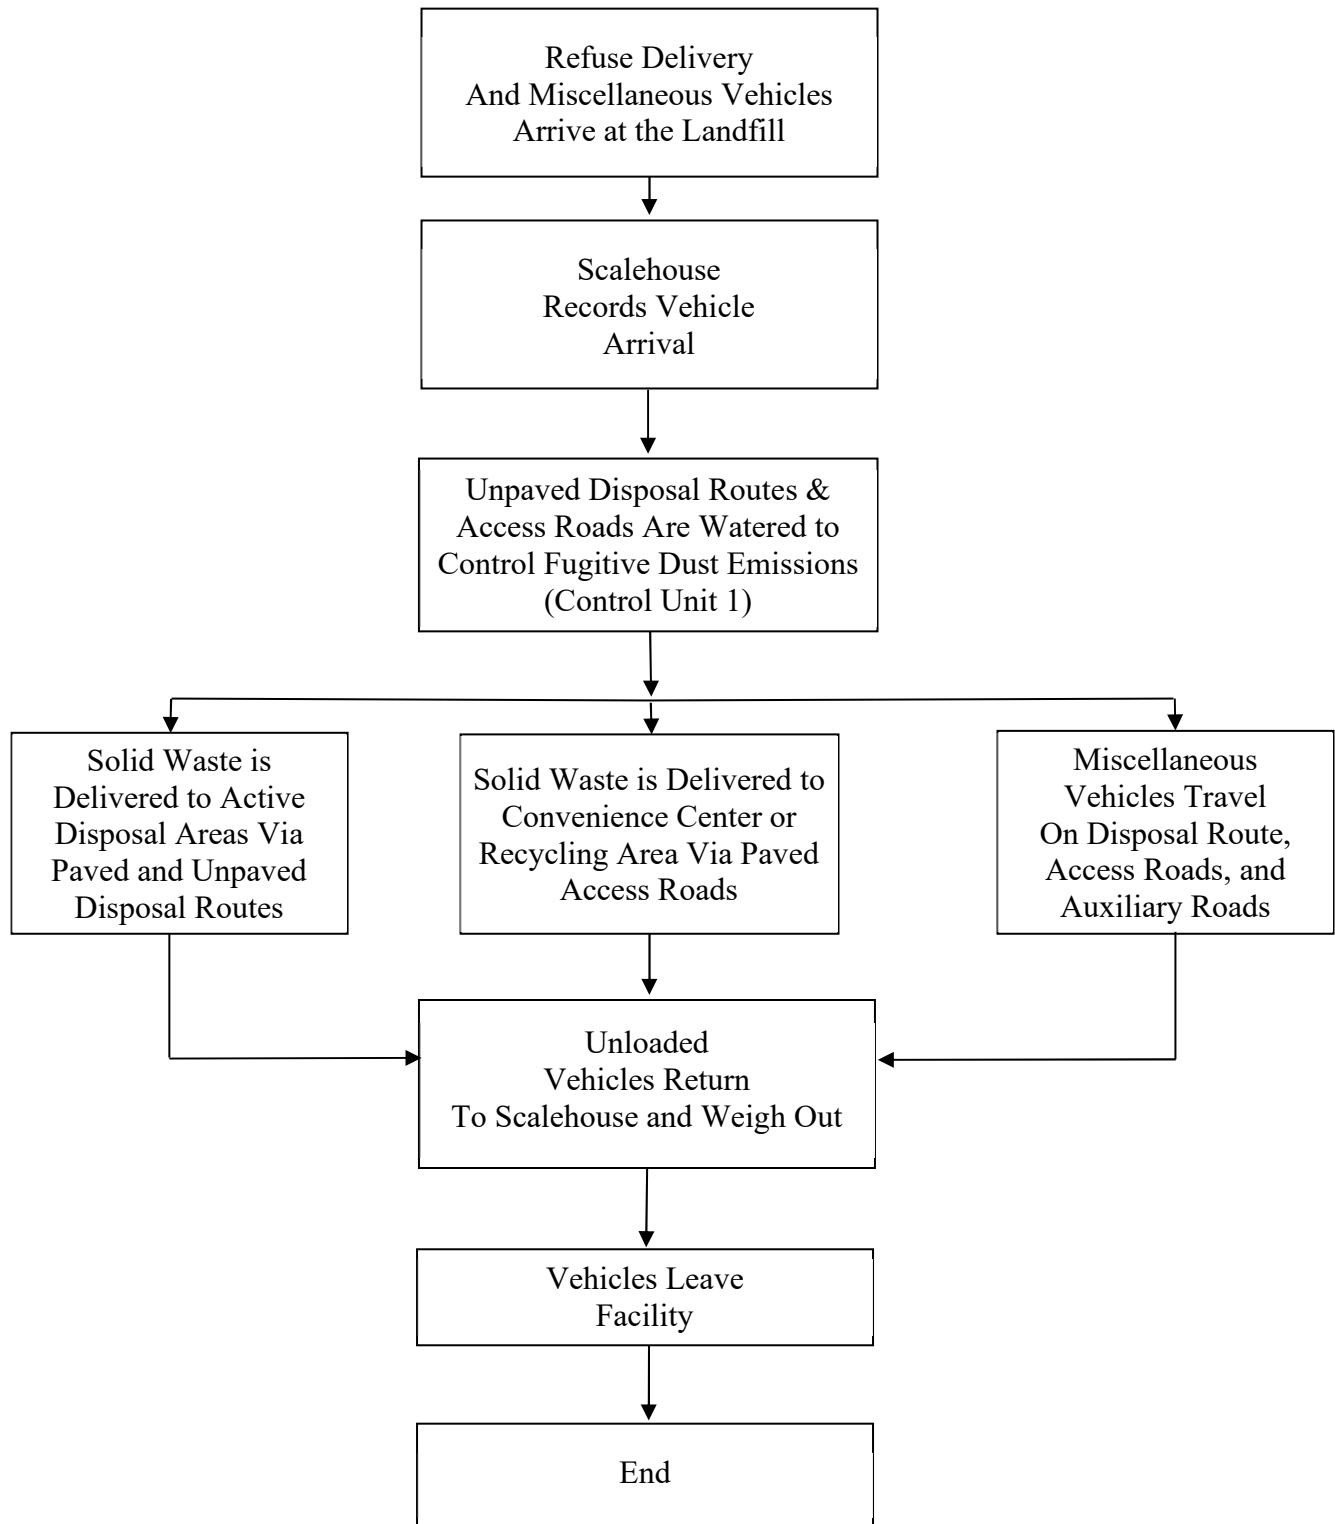 Refuse Delivery
And Miscellaneous Vehicles
Arrive at the Landfill
Scalehouse
Records Vehicle
Arrival
Unpaved Disposal Routes &
Access Roads Are Watered to
Control Fugitive Dust Emissions
(Control Unit 1)
Solid Waste is
Delivered to Active
Disposal Areas Via
Paved and Unpaved
Disposal Routes
Solid Waste is Delivered to
Convenience Center or
Recycling Area Via Paved
Access Roads
Miscellaneous
Vehicles Travel
On Disposal Route,
Access Roads, and
Auxiliary Roads
Unloaded
Vehicles Return
To Scalehouse and Weigh Out
Vehicles Leave
Facility
End